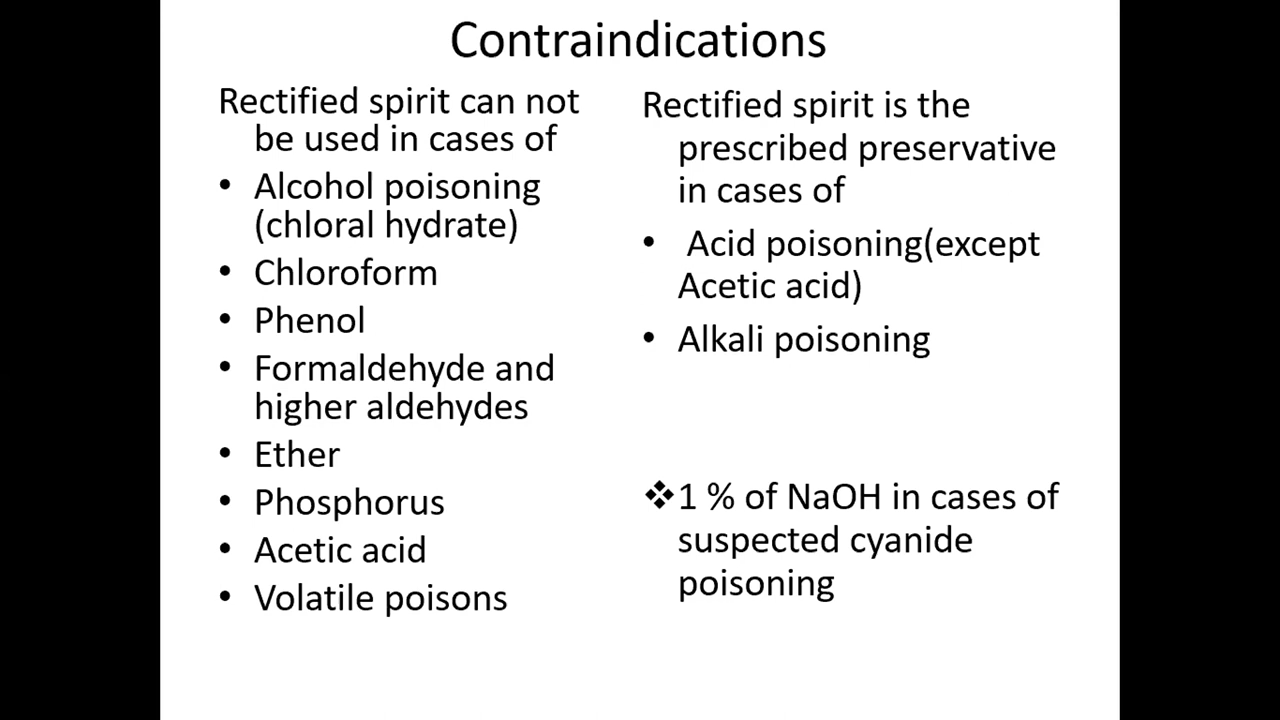 Contraindications
Rectified spirit can not
be used in cases of
• Alcohol poisoning
(chloral hydrate)
• Chloroform
• Phenol
• Formaldehyde and
higher aldehydes
• Ether
• Phosphorus
• Acetic acid
• Volatile poisons
Rectified spirit is the
prescribed preservative
in cases of
• Acid poisoning(except
Acetic acid)
• Alkali poisoning
❖1 % of NaOH in cases of
suspected cyanide
poisoning